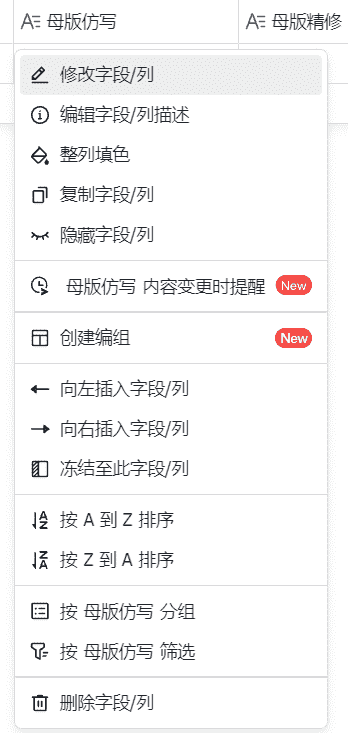 母版仿写 母版精修
修改字段/列
编辑字段/列描述
整列填色
复制字段/列
隐藏字段/列
母版仿写 内容变更时提醒 New
创建编组 New
向左插入字段/列
向右插入字段/列
冻结至此字段/列
按 A 到 Z 排序
按 Z 到 A 排序
按 母版仿写 分组
按 母版仿写 筛选
删除字段/列